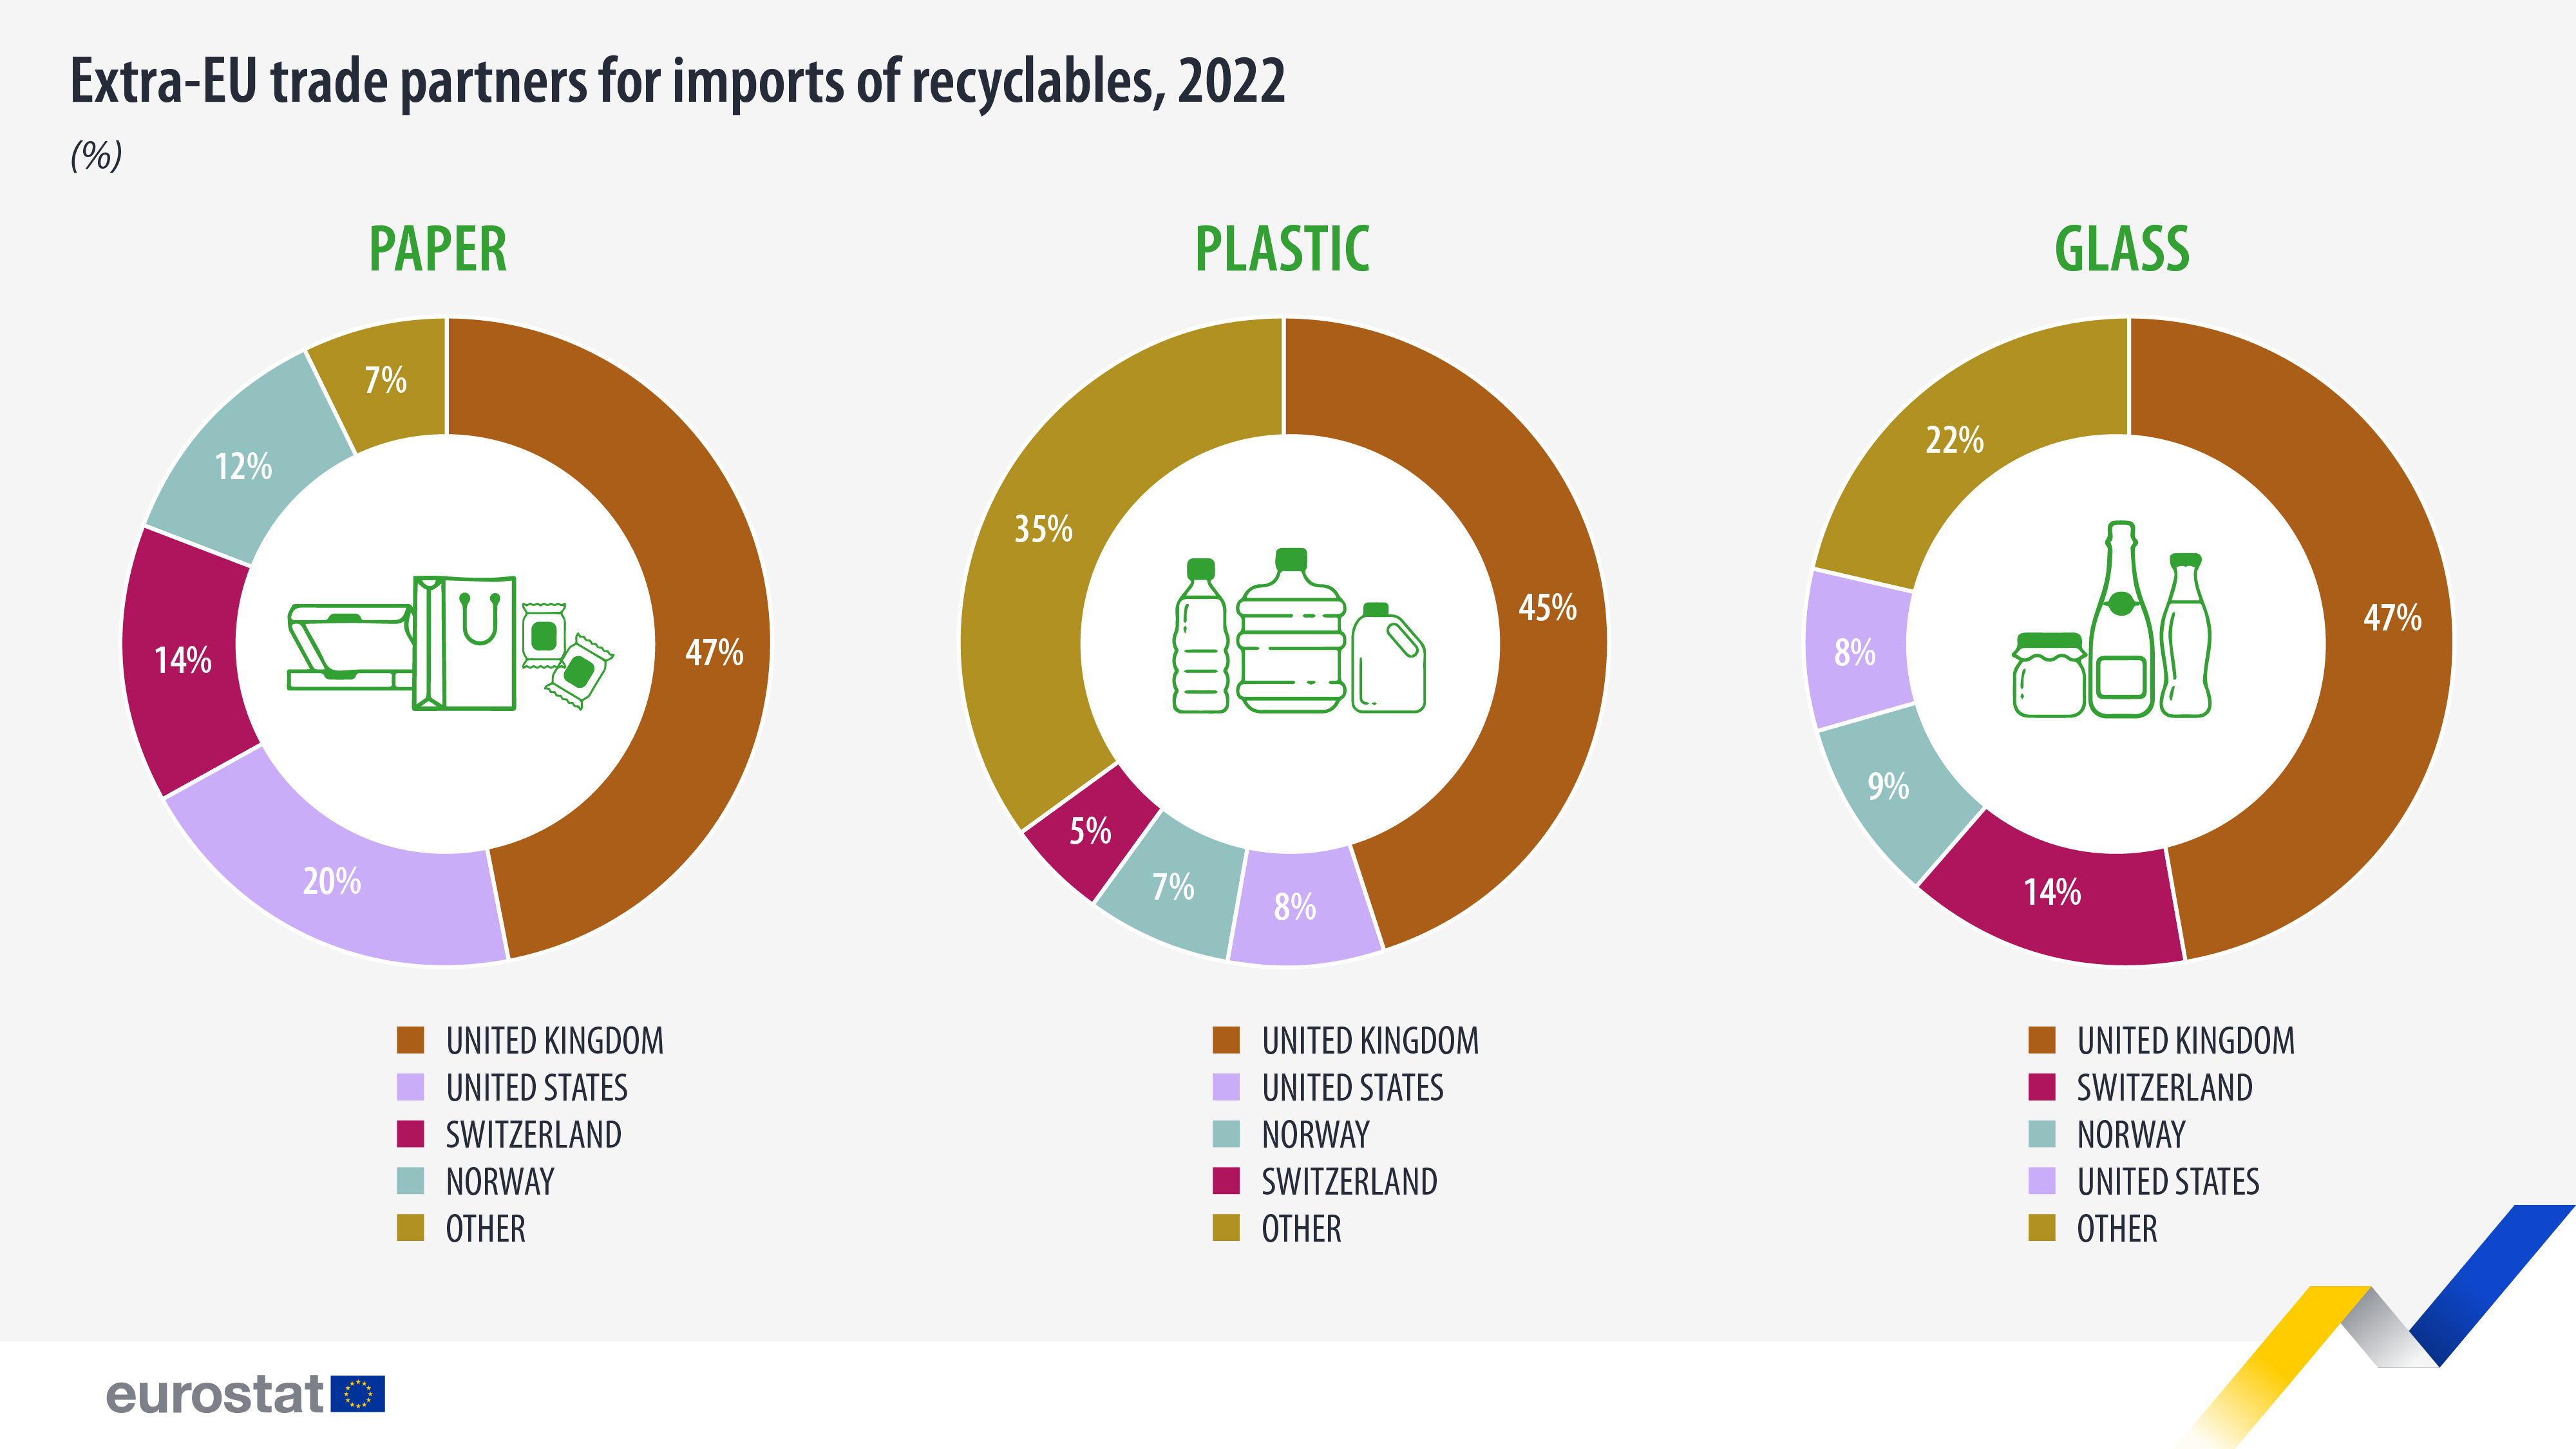 Extra-EU trade partners for imports of recyclables, 2022
(%)
PAPER
7%
12%
14%
47%
20%
UNITED KINGDOM
UNITED STATES
SWITZERLAND
NORWAY
OTHER
PLASTIC
35%
45%
5%
7%
8%
UNITED KINGDOM
UNITED STATES
NORWAY
SWITZERLAND
OTHER
GLASS
22%
47%
8%
9%
14%
UNITED KINGDOM
SWITZERLAND
NORWAY
UNITED STATES
OTHER
eurostat